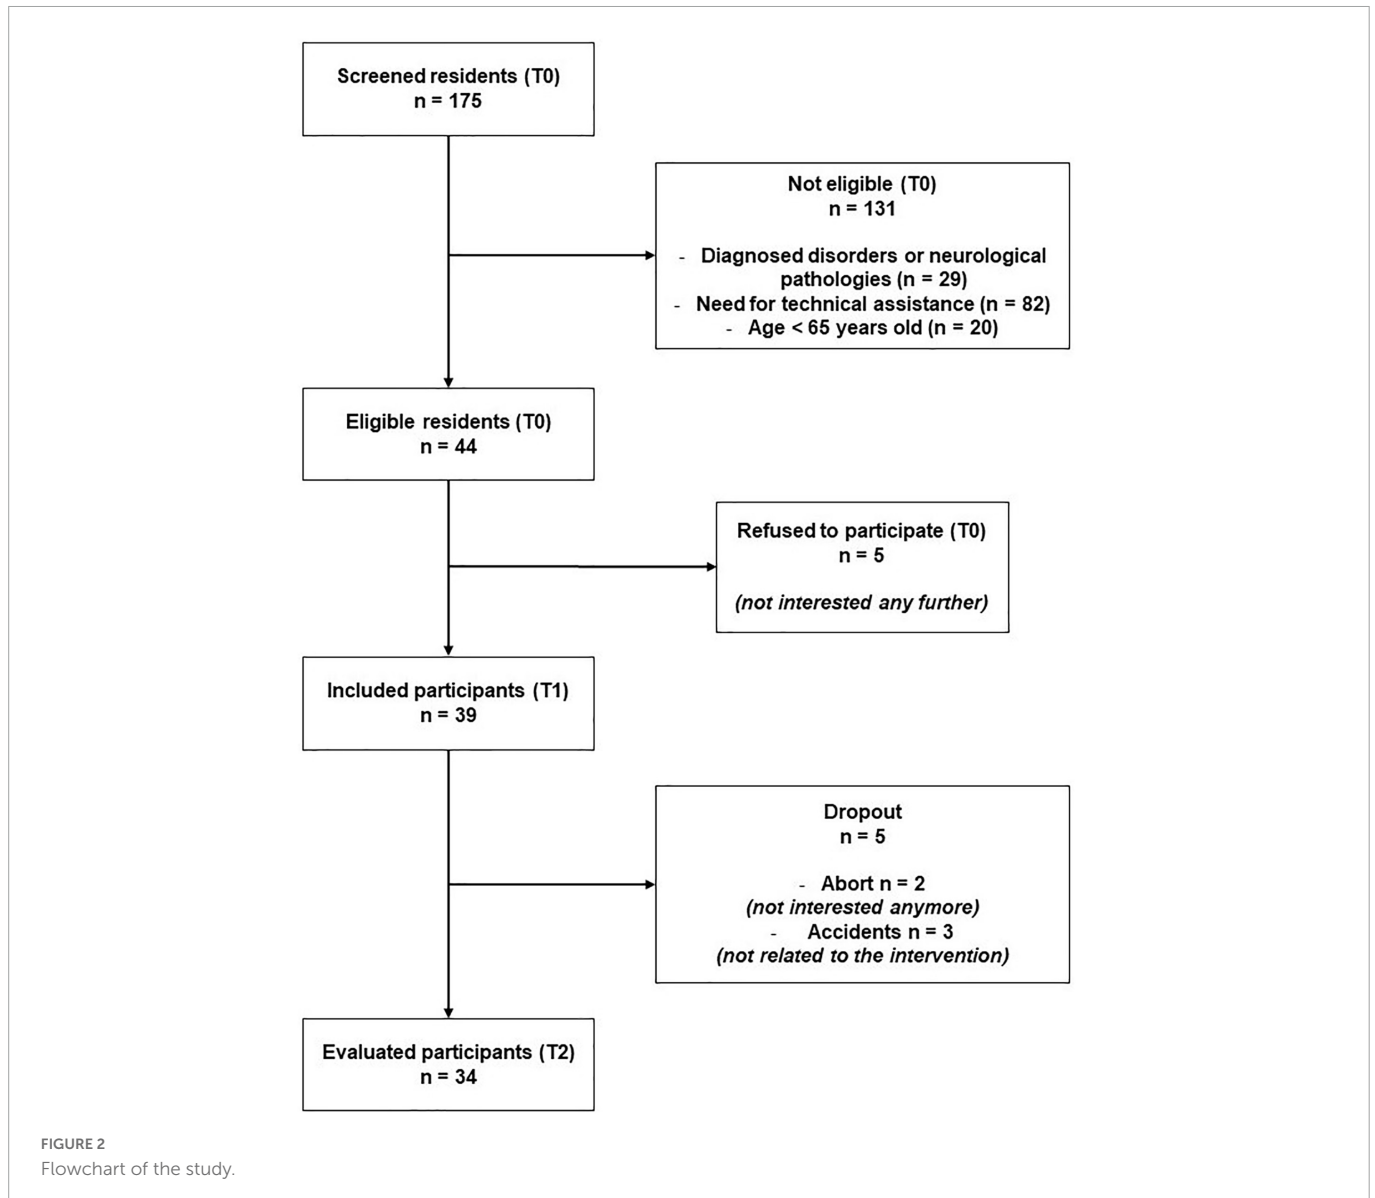 Screened residents (T0)
n = 175
Not eligible (T0)
n = 131
- Diagnosed disorders or neurological
pathologies (n = 29)
- Need for technical assistance (n = 82)
- Age < 65 years old (n = 20)
Eligible residents (T0)
n = 44
Refused to participate (T0)
n = 5
(not interested any further)
Included participants (T1)
n = 39
Dropout
n = 5
- Abort n = 2
(not interested anymore)
- Accidents n = 3
(not related to the intervention)
Evaluated participants (T2)
n = 34
FIGURE 2
Flowchart of the study.